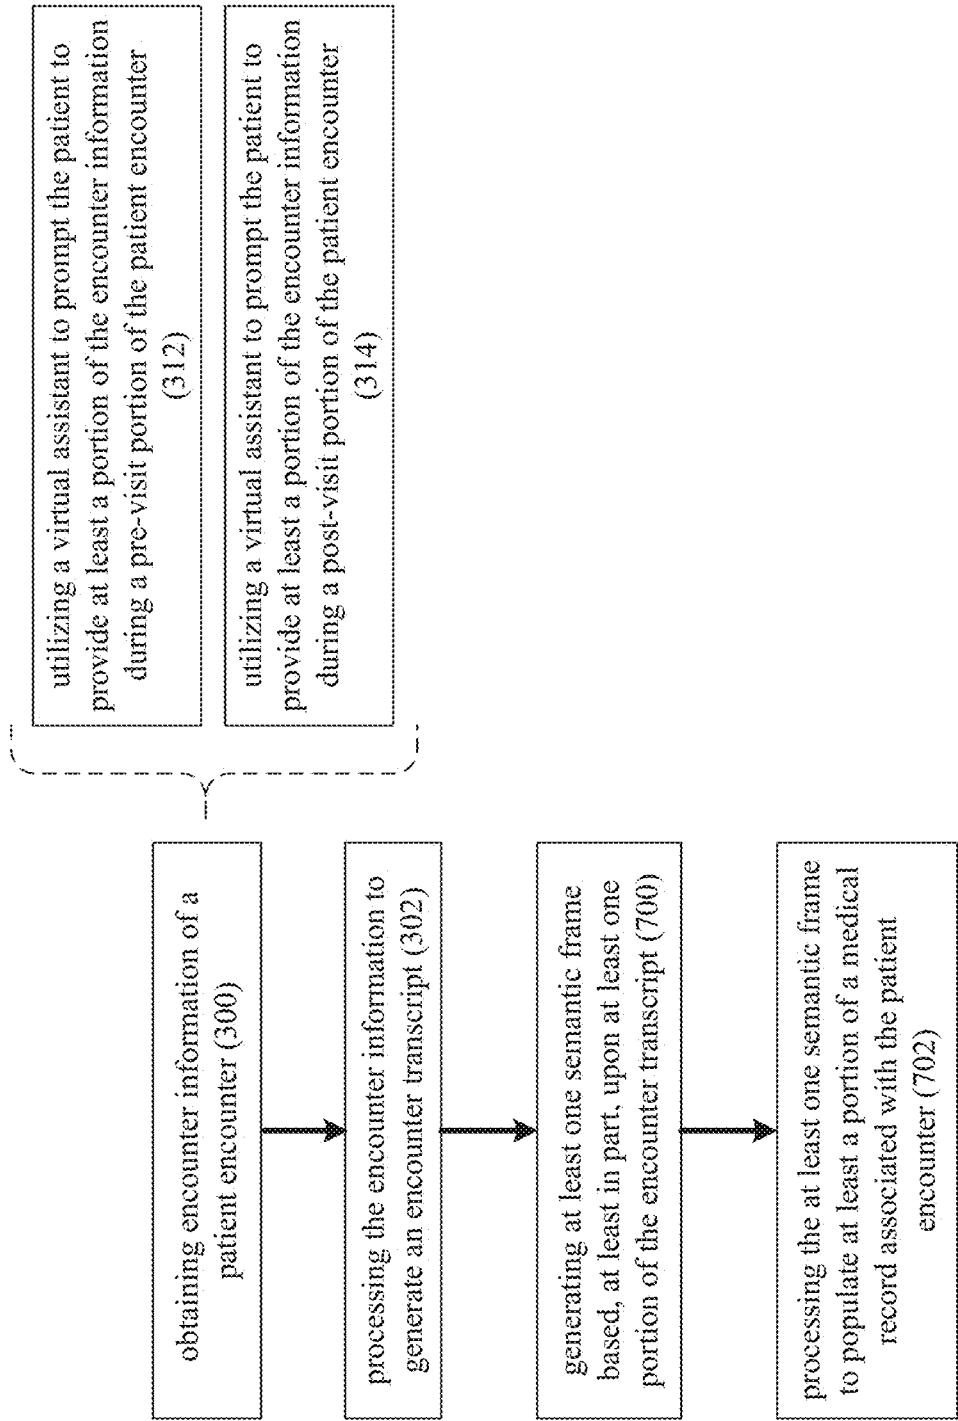 obtaining encounter information of a
patient encounter (300)
utilizing a virtual assistant to prompt the patient to
provide at least a portion of the encounter information
during a pre-visit portion of the patient encounter
(312)
utilizing a virtual assistant to prompt the patient to
provide at least a portion of the encounter information
during a post-visit portion of the patient encounter
(314)
processing the encounter information to
generate an encounter transcript (302)
generating at least one semantic frame
based, at least in part, upon at least one
portion of the encounter transcript (700)
processing the at least one semantic frame
to populate at least a portion of a medical
record associated with the patient
encounter (702)